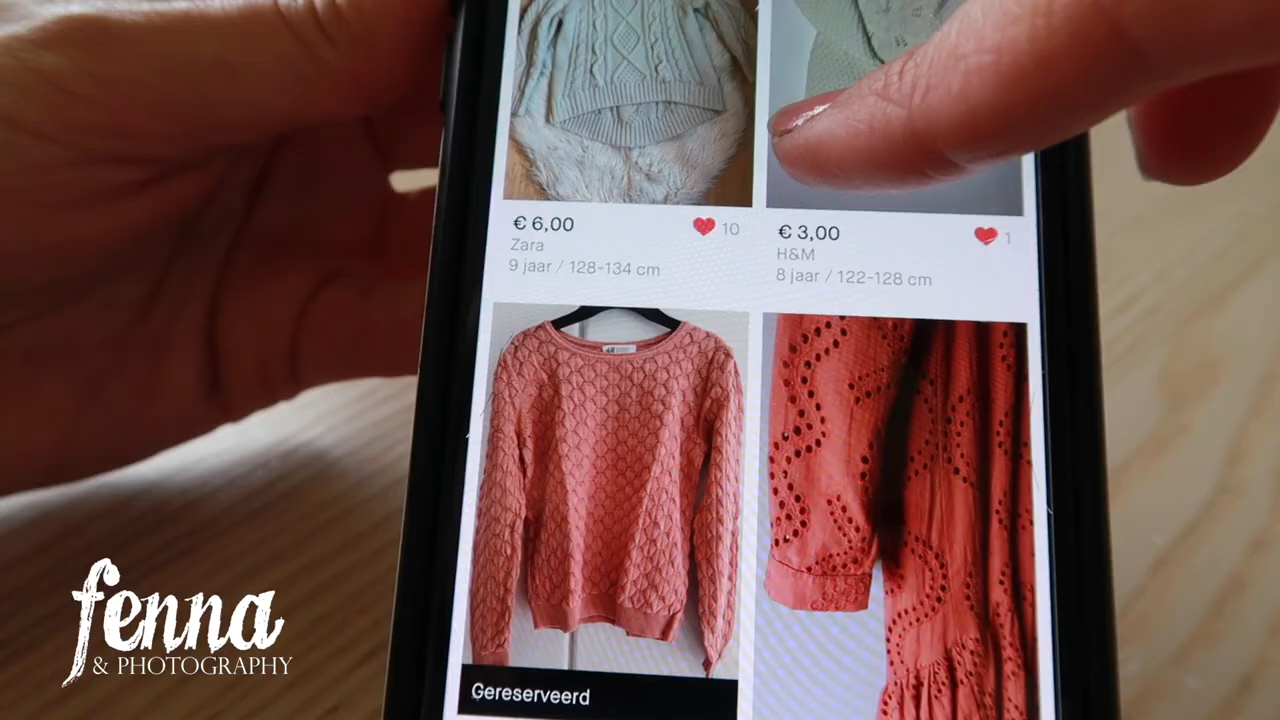 € 6,00
10
Zara
9 jaar / 128-134 cm
€ 3,00
1
H&M
8 jaar / 122-128 cm
Gereserveerd
fenna
& PHOTOGRAPHY